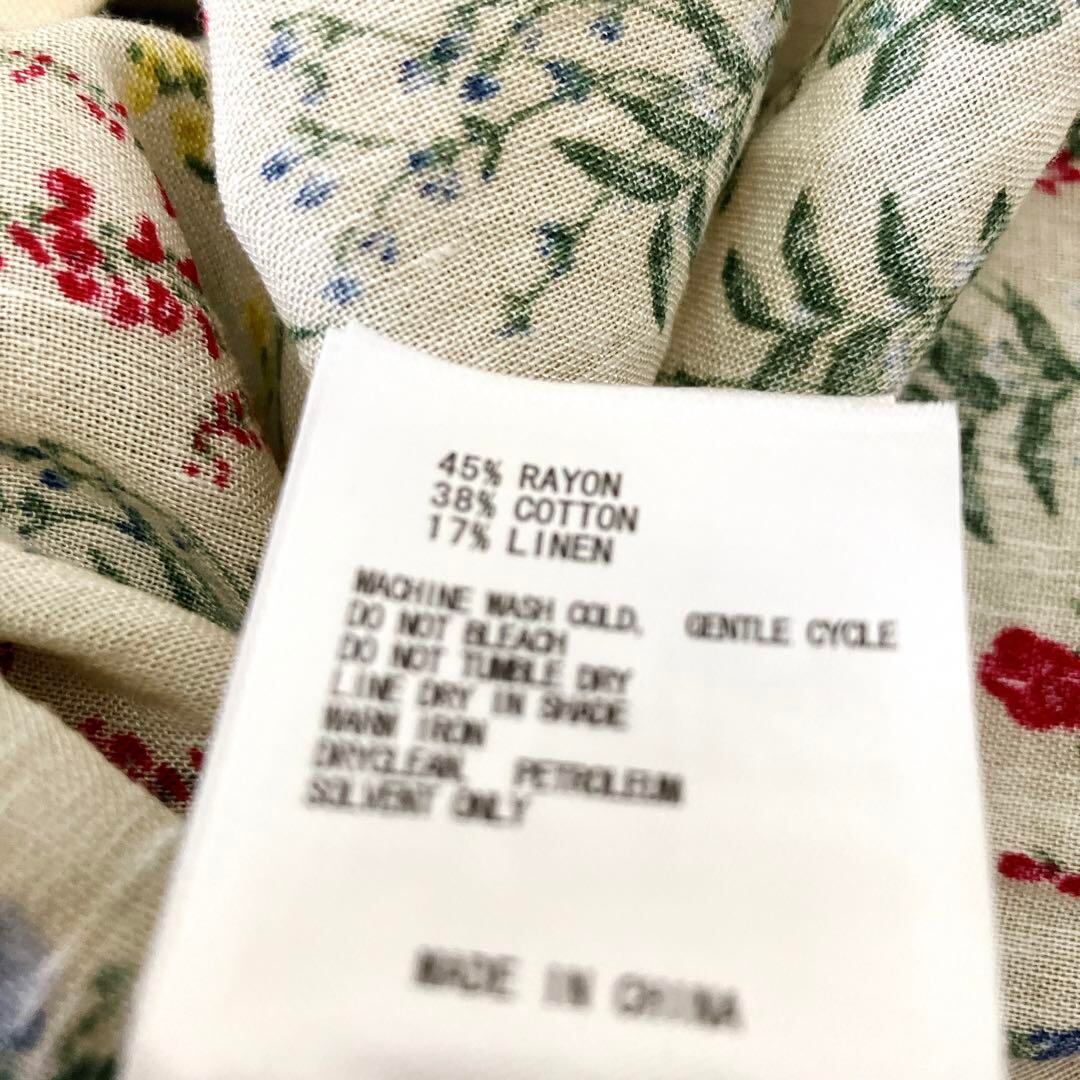 45% RAYON
38% COTTON
17% LINEN
MACHINE WASH COLD, GENTLE CYCLE
DO NOT BLEACH
DO NOT TUMBLE DRY
LINE DRY IN SHADE
WARM IRON
DRYCLEAN, PETROLEUM
SOLVENT ONLY
MADE IN CHINA